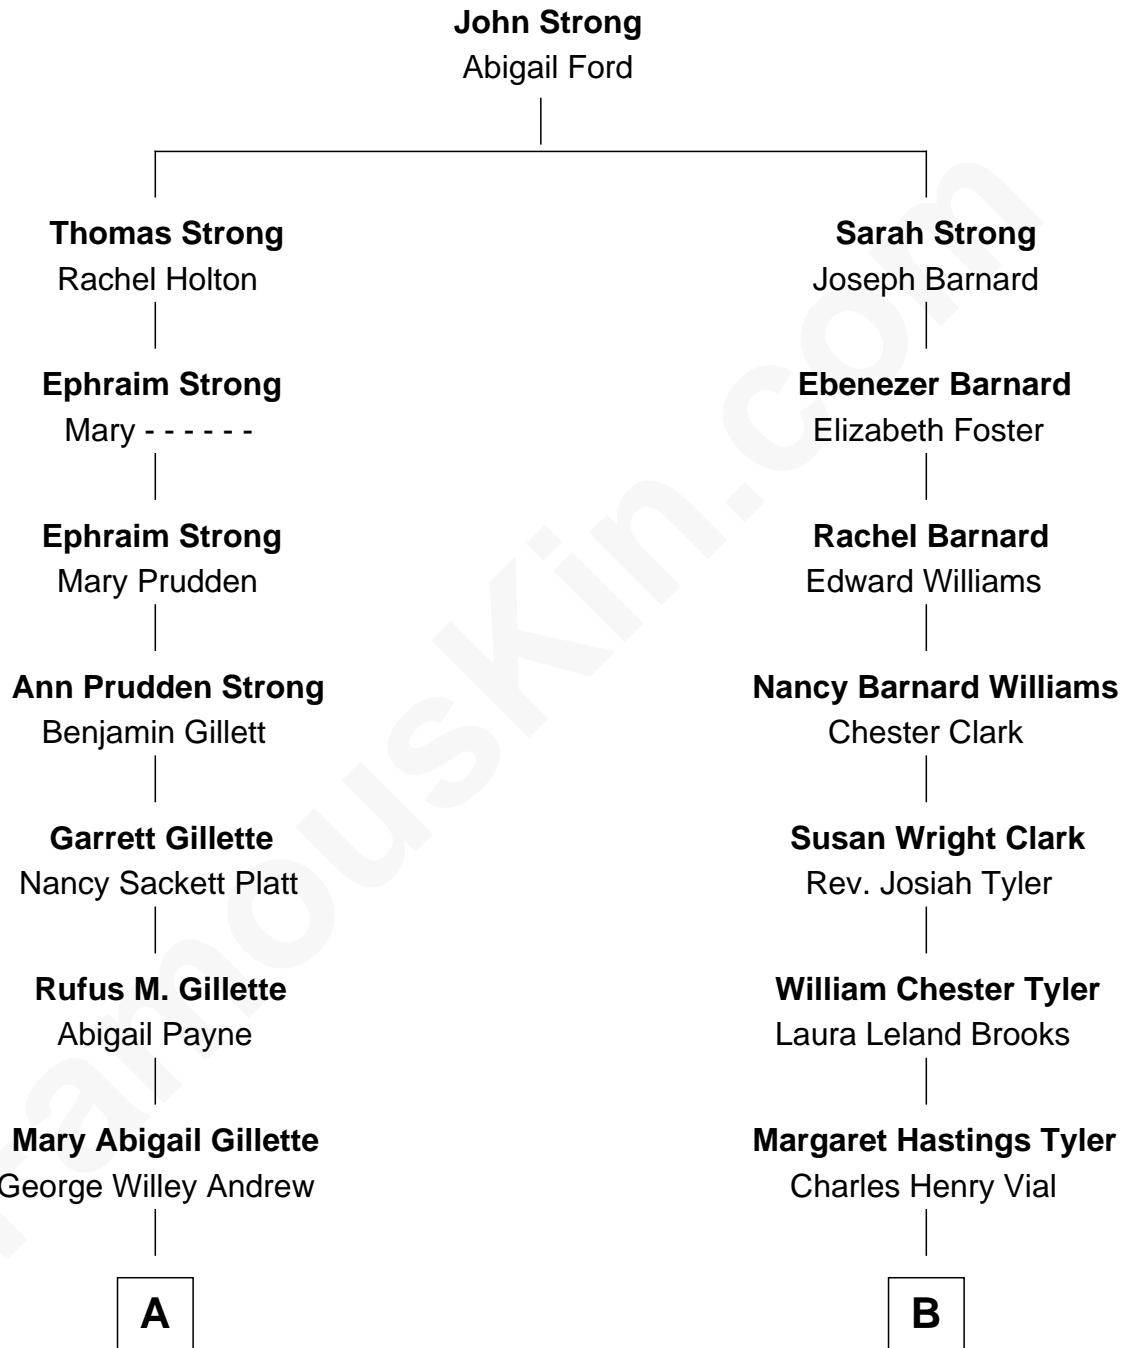 John Strong
Abigail Ford
Thomas Strong
Rachel Holton
Sarah Strong
Joseph Barnard
Ephraim Strong
Mary - - - - - -
Ebenezer Barnard
Elizabeth Foster
Ephraim Strong
Mary Prudden
Rachel Barnard
Edward Williams
Ann Prudden Strong
Benjamin Gillett
Nancy Barnard Williams
Chester Clark
Garrett Gillette
Nancy Sackett Platt
Susan Wright Clark
Rev. Josiah Tyler
Rufus M. Gillette
Abigail Payne
William Chester Tyler
Laura Leland Brooks
Mary Abigail Gillette
George Willey Andrew
Margaret Hastings Tyler
Charles Henry Vial
A
B
FamousKin.com